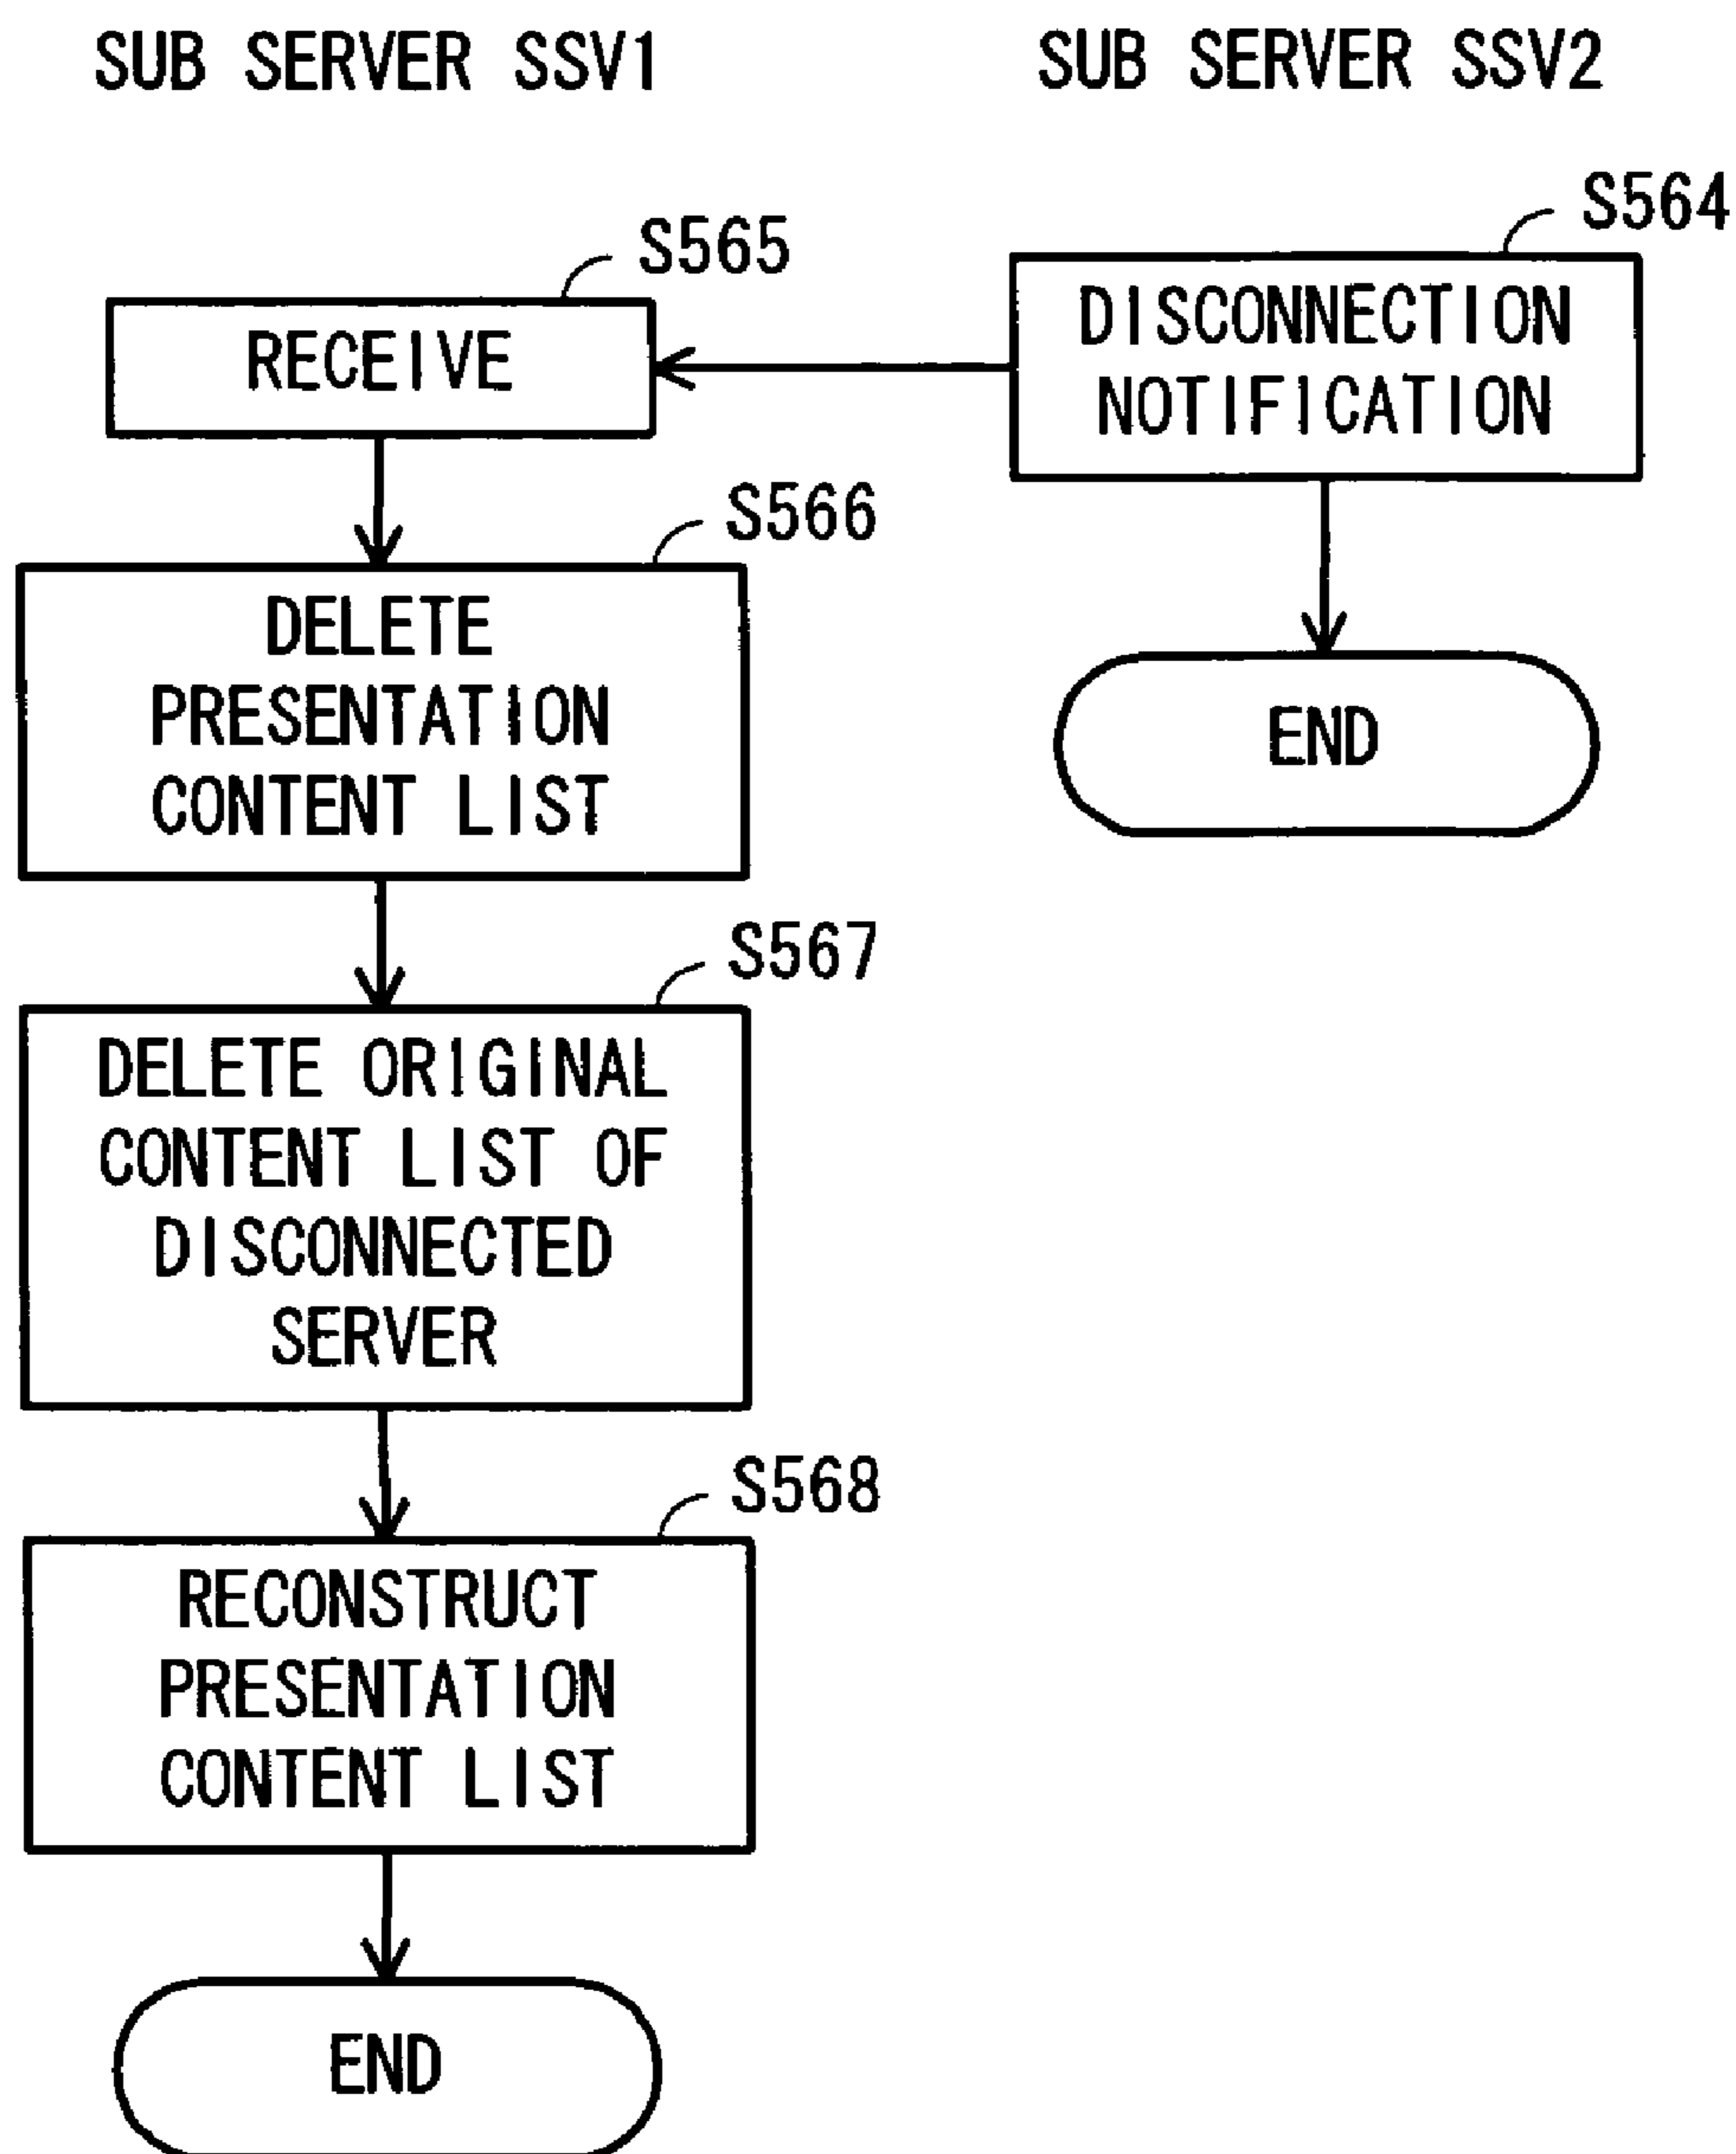 SUB SERVER SSV1
SUB SERVER SSV2
S564
DISCONNECTION
NOTIFICATION
S565
RECEIVE
S566
DELETE
PRESENTATION
CONTENT LIST
END
S567
DELETE ORIGINAL
CONTENT LIST OF
DISCONNECTED
SERVER
S568
RECONSTRUCT
PRESENTATION
CONTENT LIST
END